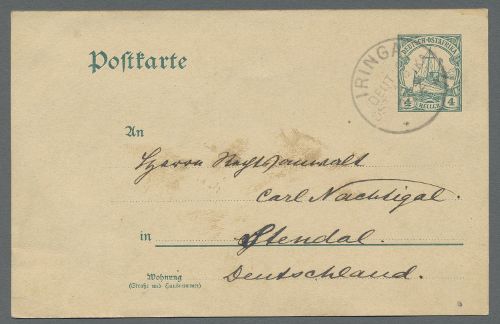 Postkarte
DEUTSCH-OSTAFRIKA
4 HELLER 4
IRINGA
An
Herrn Rechtsanwalt
Carl Nachtigal.
in Stendal.
Wohnung
(Straße und Hausnummer)
Deutschland.